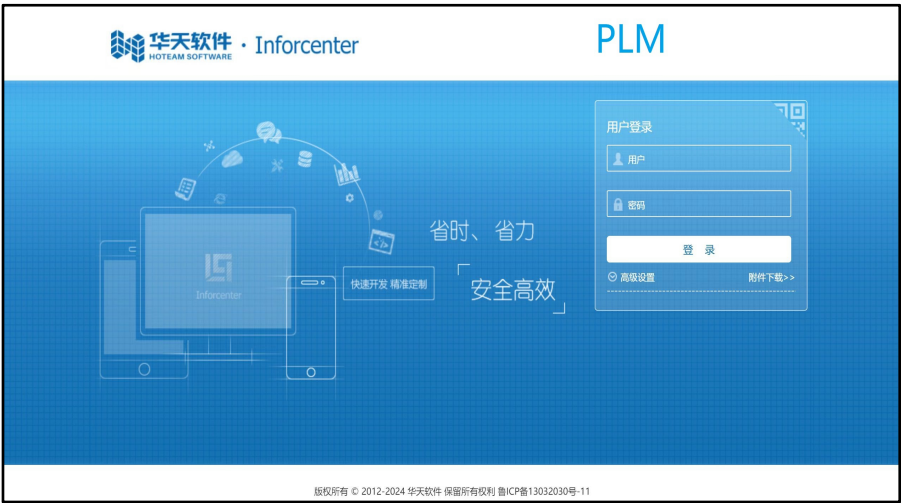 华天软件 · Inforcenter
HOTEAM SOFTWARE
PLM
用户登录
用户
密码
登 录
高级设置 附件下载>>
省时、省力
「安全高效」
快速开发 精准定制
Inforcenter
版权所有 © 2012-2024 华天软件 保留所有权利 鲁ICP备13032030号-11